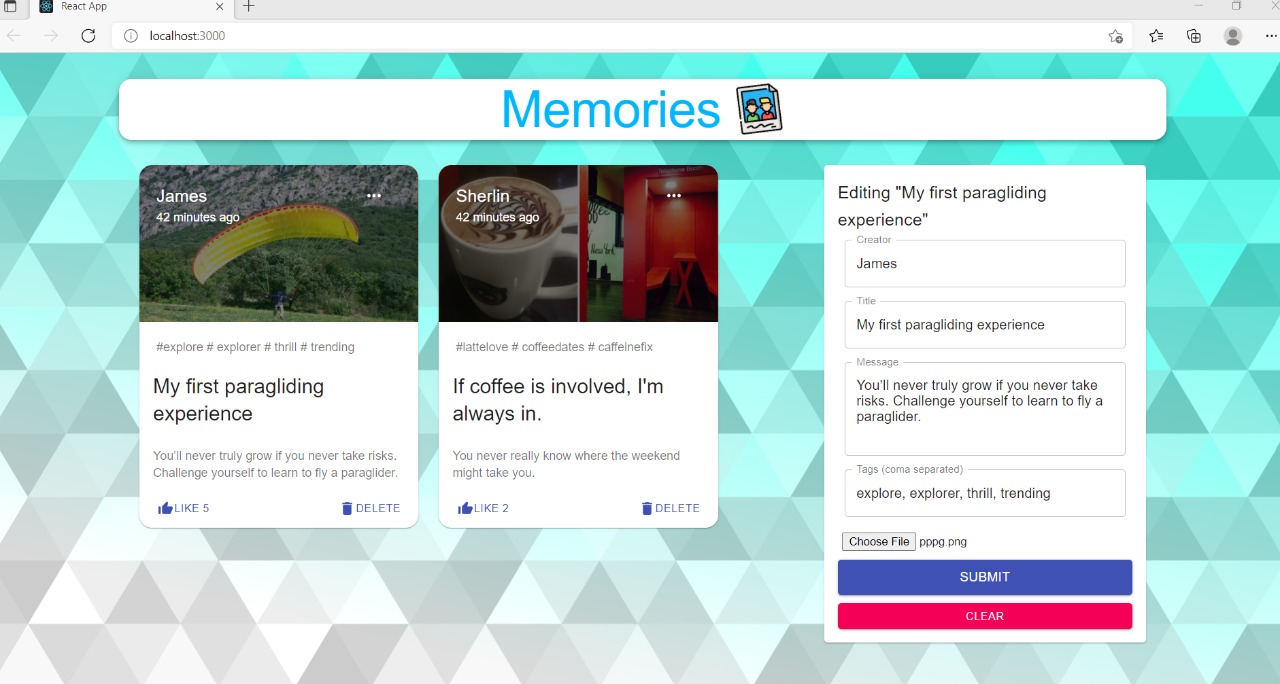 React App
localhost:3000
Memories
James
42 minutes ago
#explore # explorer # thrill # trending
My first paragliding
experience
You'll never truly grow if you never take risks.
Challenge yourself to learn to fly a paraglider.
LIKE 5
DELETE
Sherlin
42 minutes ago
New York
#lattelove # coffeedates # caffeinefix
If coffee is involved, I'm
always in.
You never really know where the weekend
might take you.
LIKE 2
DELETE
Editing "My first paragliding
experience"
Creator
James
Title
My first paragliding experience
Message
You'll never truly grow if you never take
risks. Challenge yourself to learn to fly a
paraglider.
Tags (coma separated)
explore, explorer, thrill, trending
Choose File pppg.png
SUBMIT
CLEAR